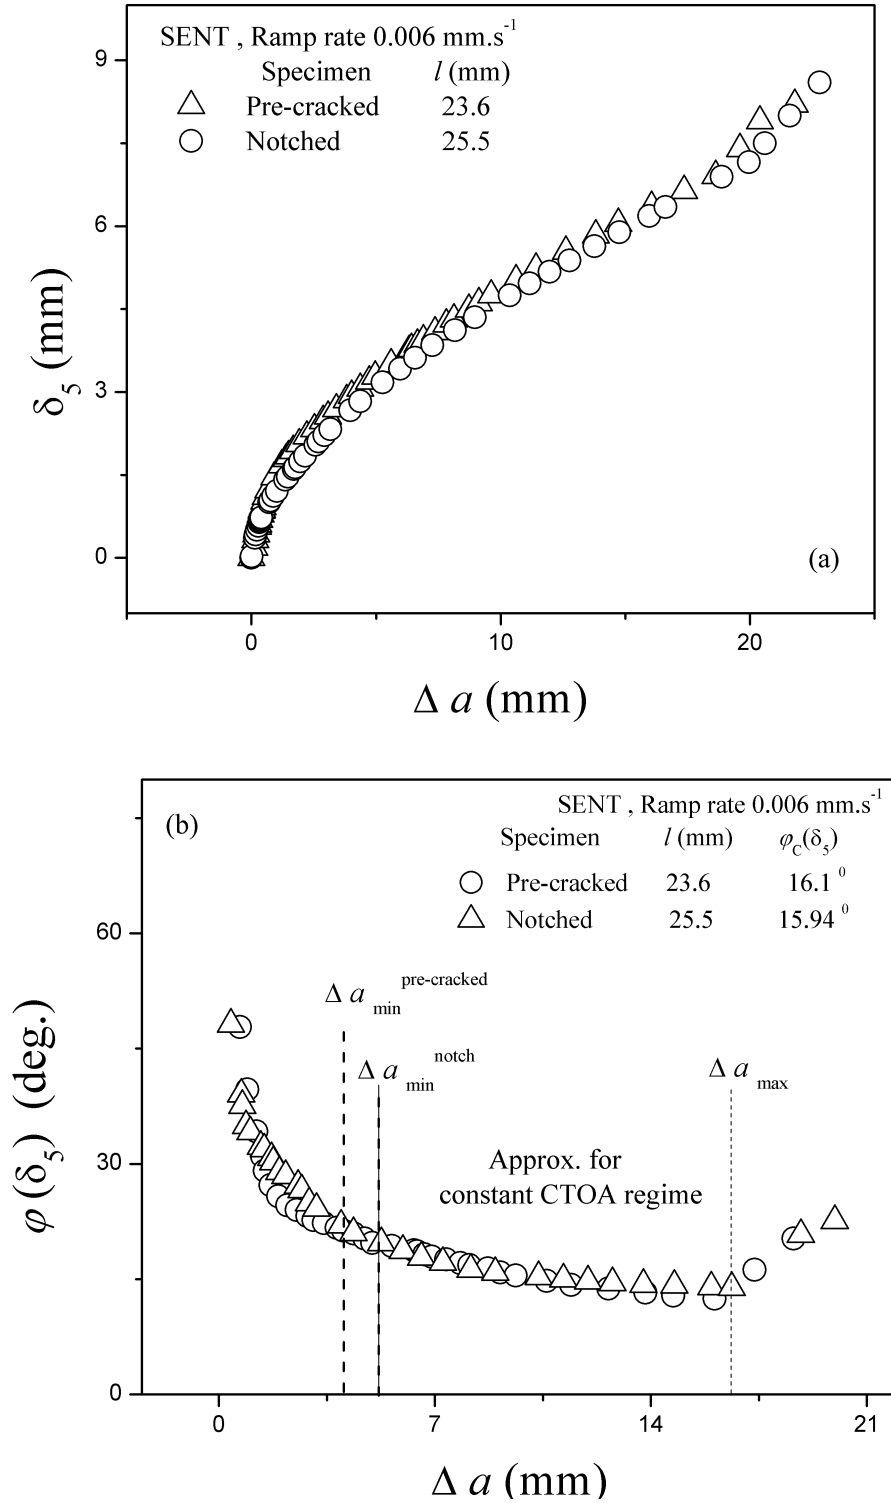 SENT , Ramp rate 0.006 mm.s-1
Specimen l (mm)
Pre-cracked 23.6
Notched 25.5
9
6
3
0
δ5 (mm)
(a)
0 10 20
Δ a (mm)
(b)
SENT , Ramp rate 0.006 mm.s-1
Specimen l (mm) φC(δ5)
Pre-cracked 23.6 16.1 0
Notched 25.5 15.94 0
60
30
0
φ (δ5) (deg.)
Δ a min pre-cracked
Δ a min notch
Δ a max
Approx. for
constant CTOA regime
0 7 14 21
Δ a (mm)